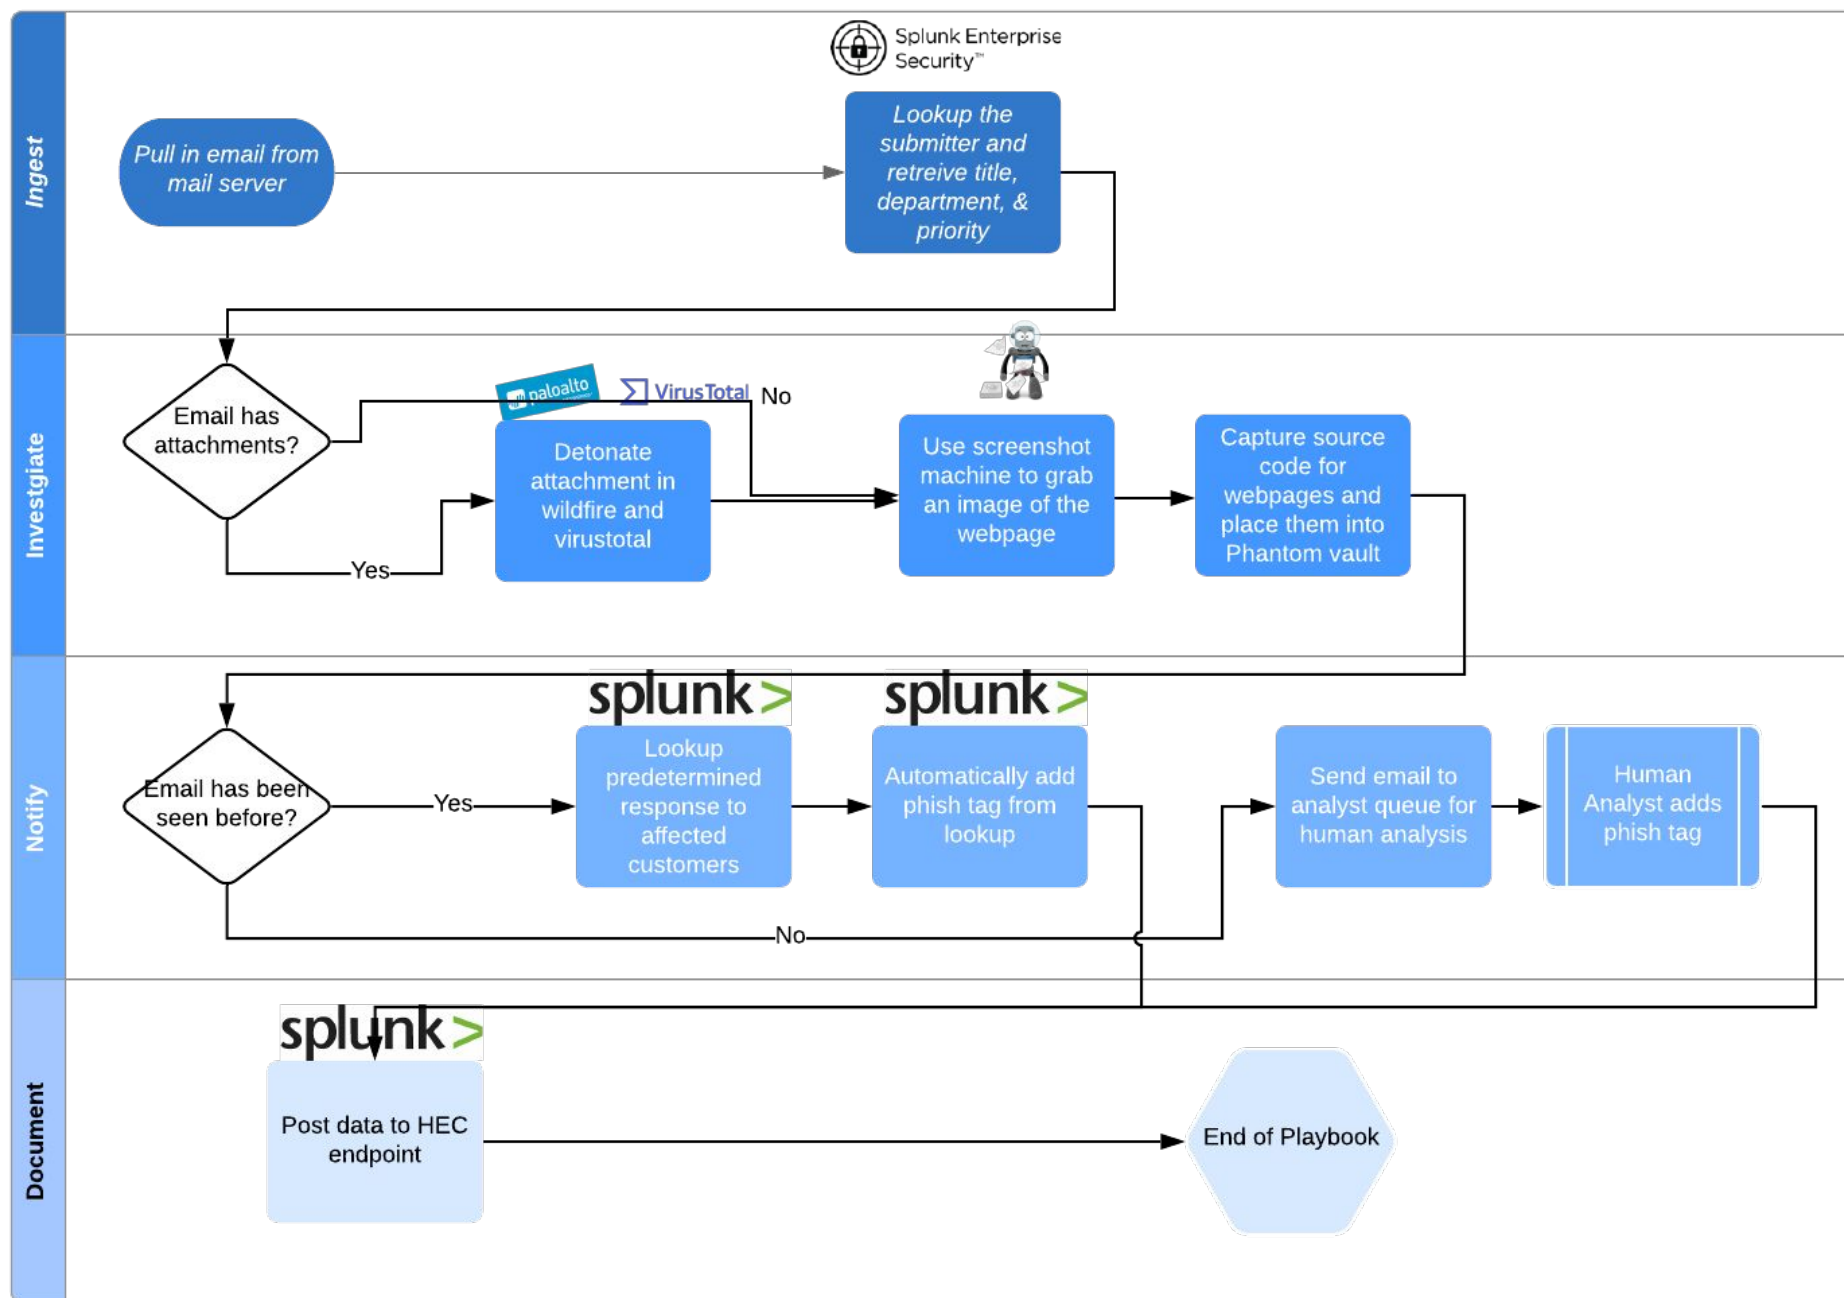 Splunk Enterprise
Security™
Ingest
Pull in email from
mail server
Lookup the
submitter and
retreive title,
department, &
priority
Investgiate
Email has
attachments?
paloalto
VirusTotal
No
Yes
Detonate
attachment in
wildfire and
virustotal
Use screenshot
machine to grab
an image of the
webpage
Capture source
code for
webpages and
place them into
Phantom vault
Notify
Email has been
seen before?
Yes
No
splunk>
Lookup
predetermined
response to
affected
customers
splunk>
Automatically add
phish tag from
lookup
Send email to
analyst queue for
human analysis
Human
Analyst adds
phish tag
Document
splunk>
Post data to HEC
endpoint
End of Playbook